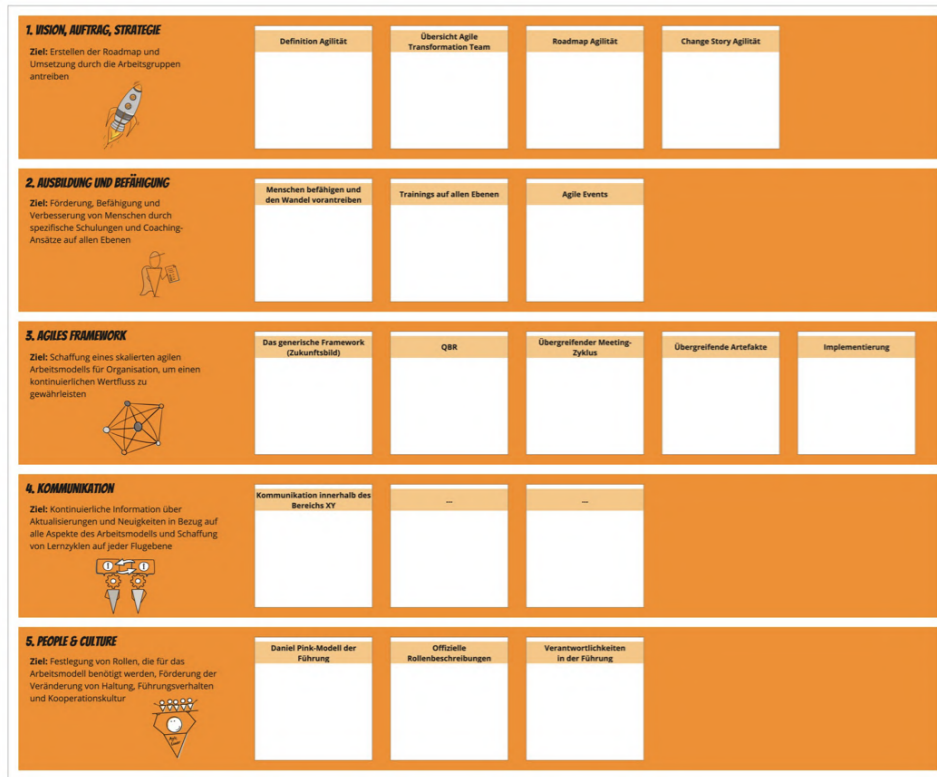 1. VISION, AUFTRAG, STRATEGIE
Ziel: Erstellen der Roadmap und
Umsetzung durch die Arbeitsgruppen
antreiben
Definition Agilität
Übersicht Agile
Transformation Team
Roadmap Agilität
Change Story Agilität
2. AUSBILDUNG UND BEFÄHIGUNG
Ziel: Förderung, Befähigung und
Verbesserung von Menschen durch
spezifische Schulungen und Coaching-
Ansätze auf allen Ebenen
Menschen befähigen und
den Wandel vorantreiben
Trainings auf allen Ebenen
Agile Events
3. AGILES FRAMEWORK
Ziel: Schaffung eines skalierten agilen
Arbeitsmodells für Organisation, um einen
kontinuierlichen Wertfluss zu
gewährleisten
Das generische Framework
(Zukunftsbild)
QBR
Übergreifender Meeting-
Zyklus
Übergreifende Artefakte
Implementierung
4. KOMMUNIKATION
Ziel: Kontinuierliche Information über
Aktualisierungen und Neuigkeiten in Bezug auf
alle Aspekte des Arbeitsmodells und Schaffung
von Lernzyklen auf jeder Flugebene
Kommunikation innerhalb des
Bereichs XY
...
...
5. PEOPLE & CULTURE
Ziel: Festlegung von Rollen, die für das
Arbeitsmodell benötigt werden, Förderung der
Veränderung von Haltung, Führungsverhalten
und Kooperationskultur
Daniel Pink-Modell der
Führung
Offizielle
Rollenbeschreibungen
Verantwortlichkeiten
in der Führung